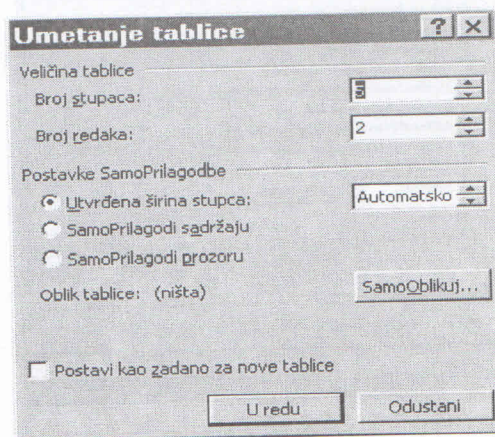 Umetanje tablice
Veličina tablice
Broj stupaca:
Broj redaka: 2
Postavke SamoPrilagodbe
Utvrđena širina stupca: Automatsko
SamoPrilagodi sadržaju
SamoPrilagodi prozoru
Oblik tablice: (ništa) SamoOblikuj...
Postavi kao zadano za nove tablice
U redu Odustani